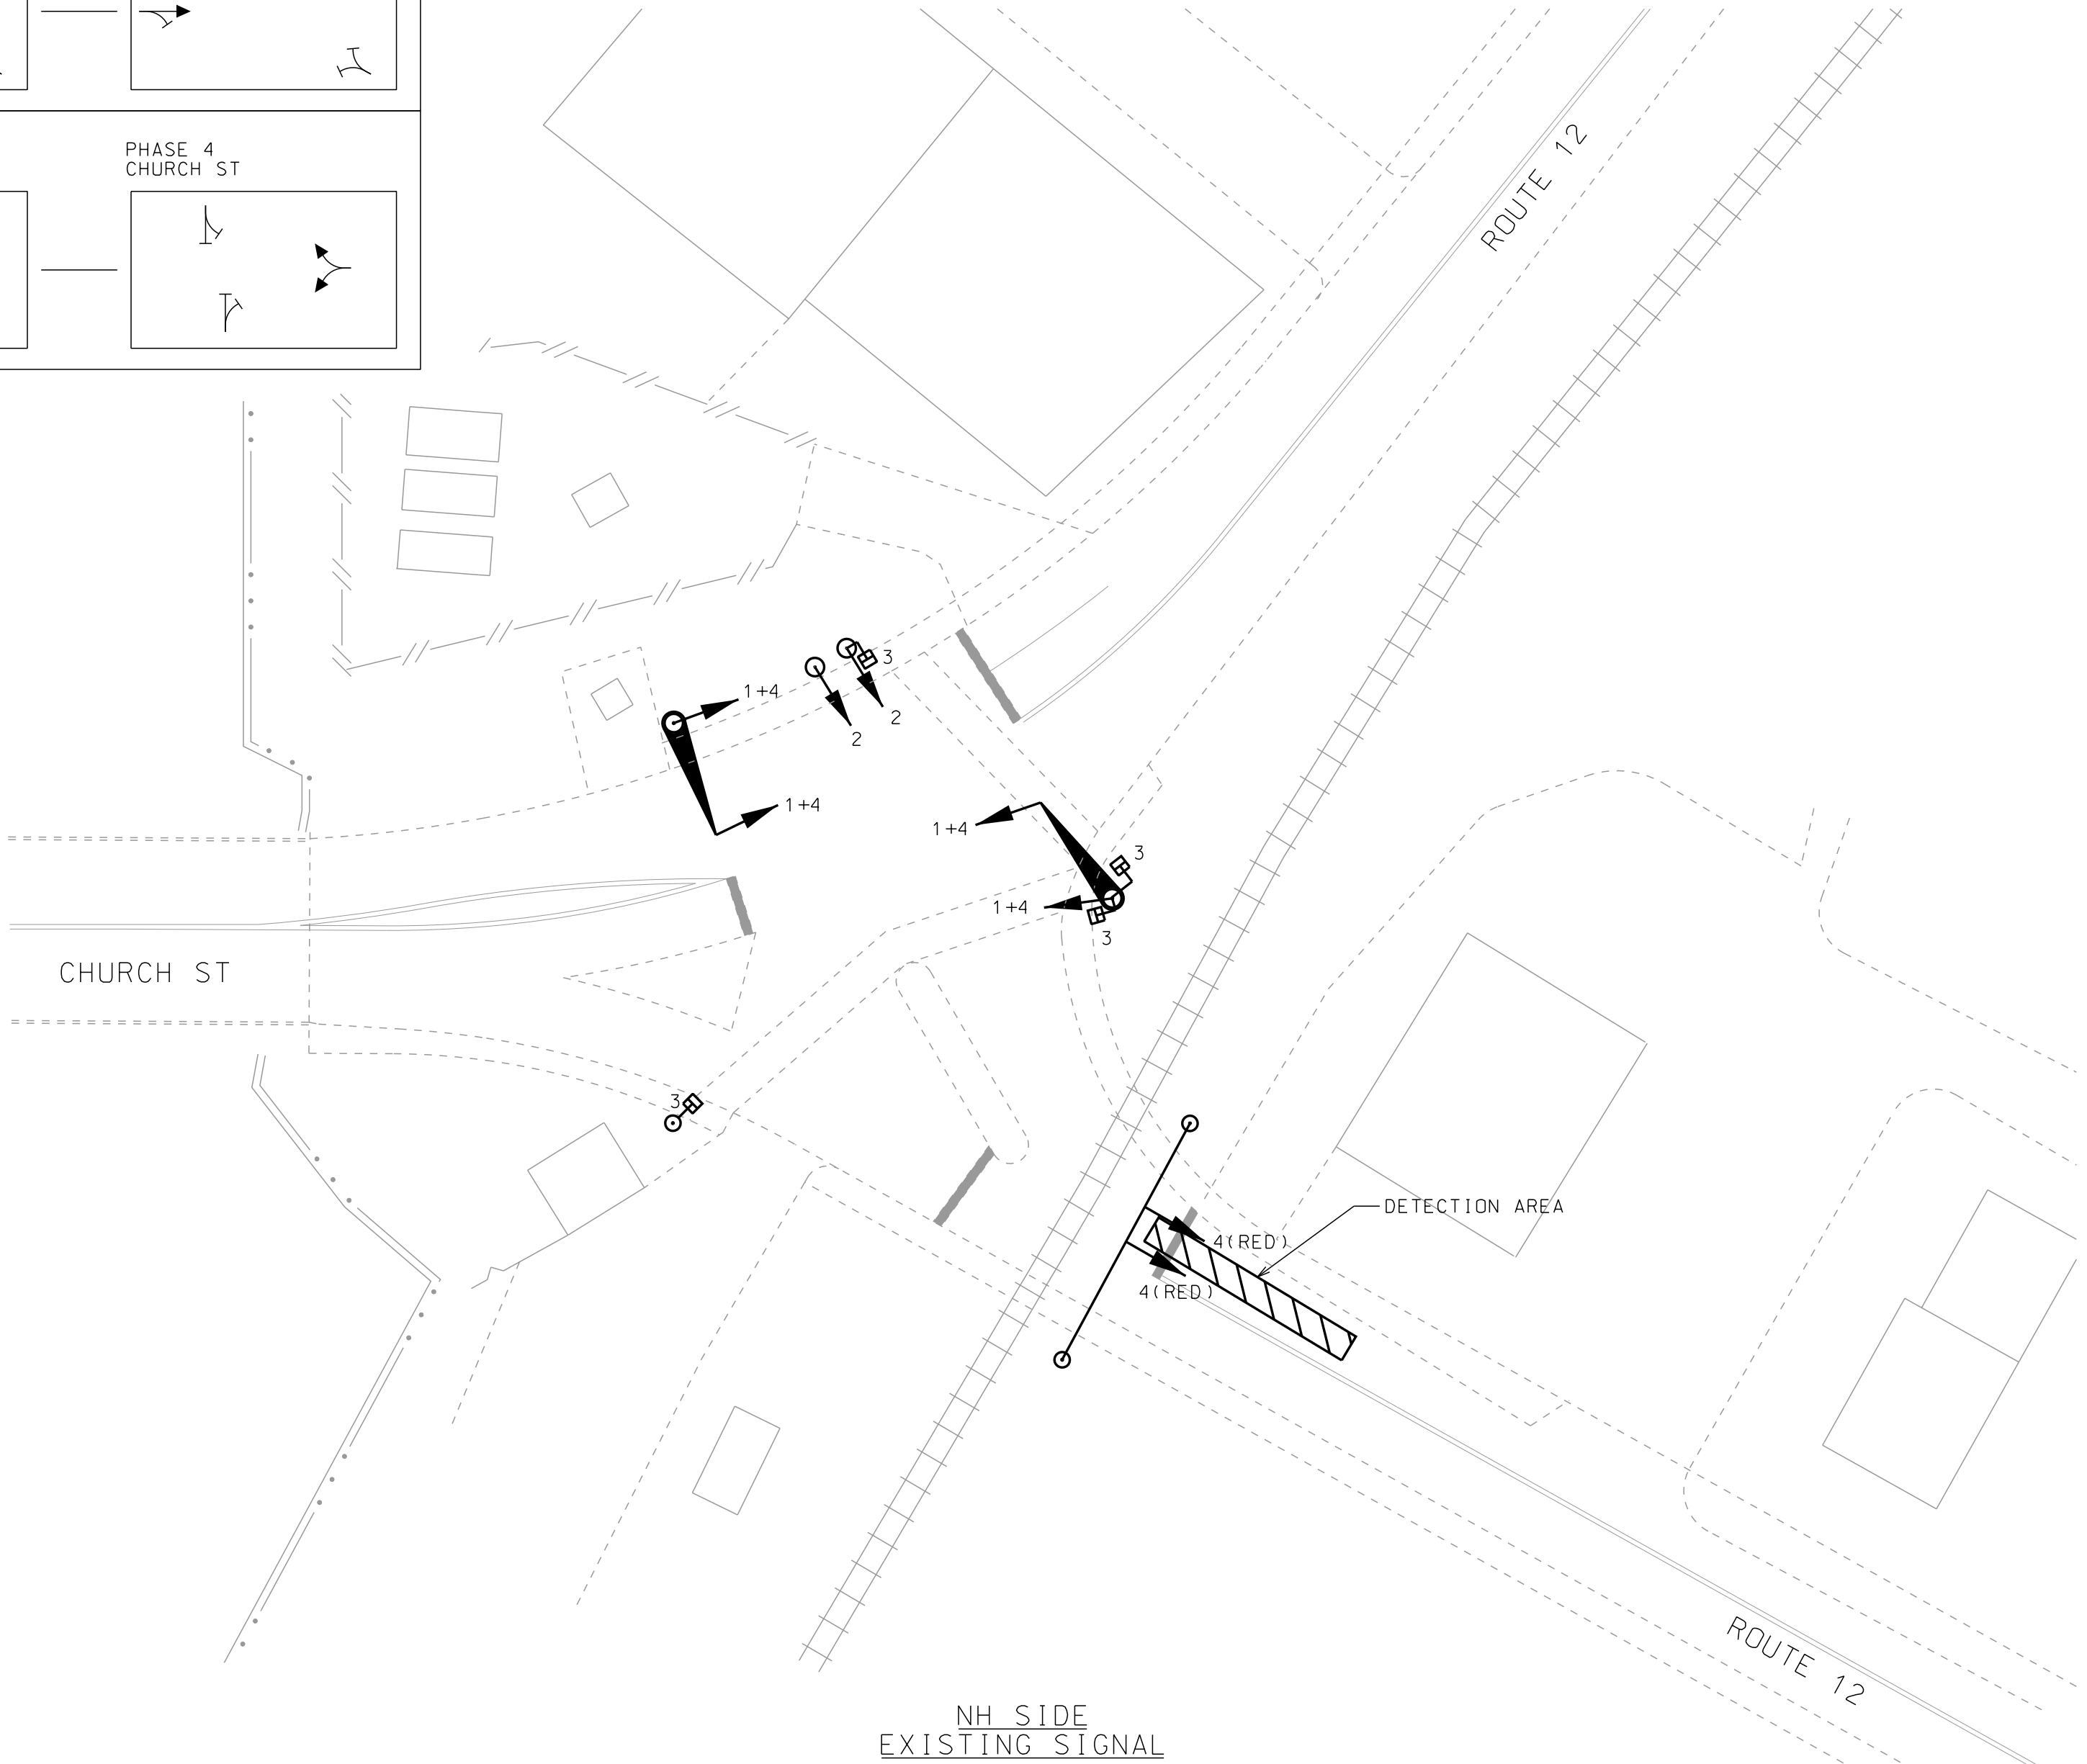 PHASE 4
CHURCH ST
ROUTE 12
3
2
2
1+4
1+4
1+4
3
1+4
3
CHURCH ST
3
DETECTION AREA
4(RED)
4(RED)
ROUTE 12
NH SIDE
EXISTING SIGNAL